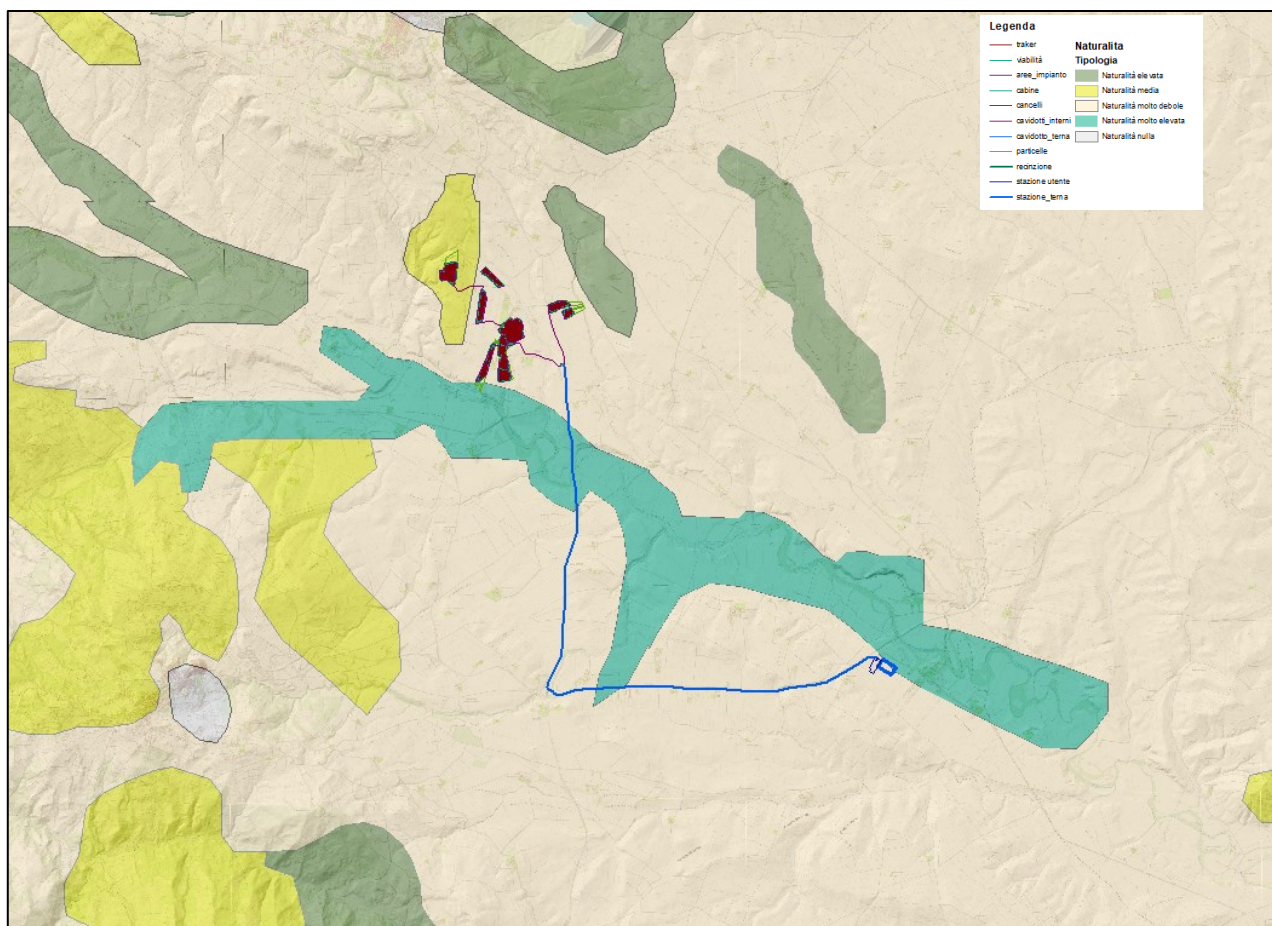 Legenda
traker
viabilità
aree_impianto
cabine
cancelli
cavidotti_interni
cavidotto_terna
particelle
recinzione
stazione utente
stazione_terna
Naturalita
Tipologia
Naturalità elevata
Naturalità media
Naturalità molto debole
Naturalità molto elevata
Naturalità nulla